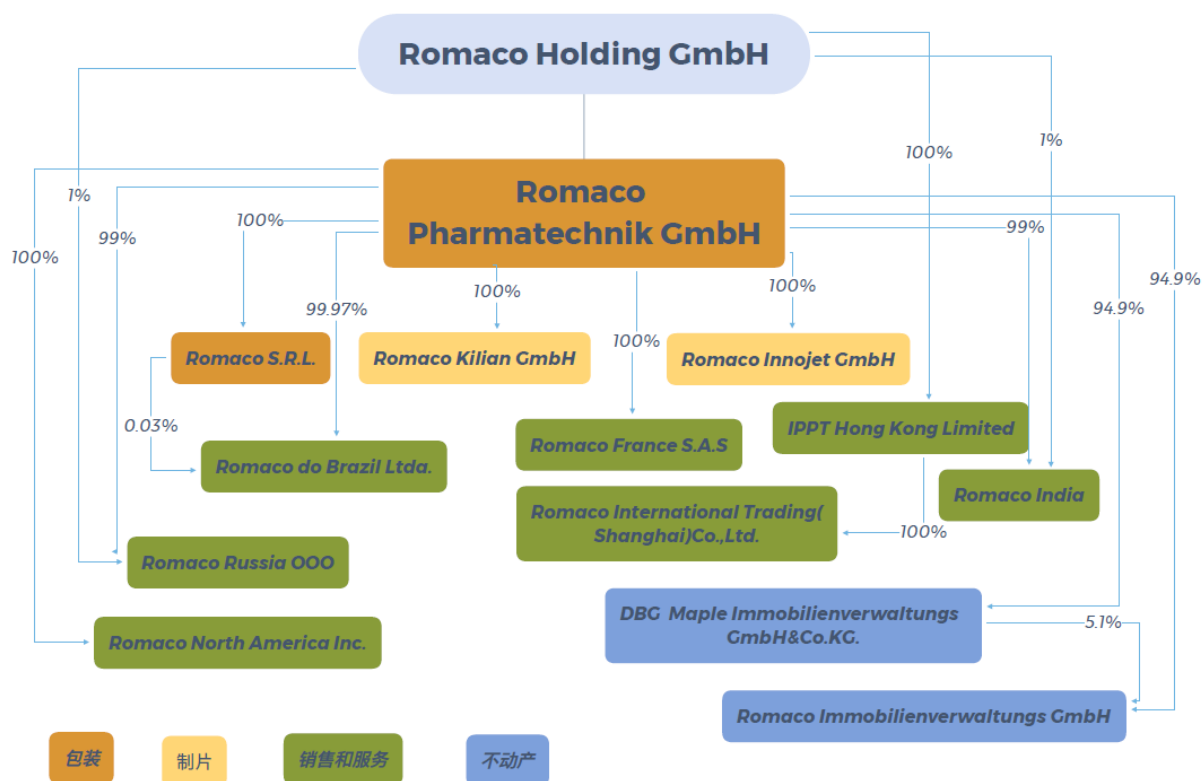 Romaco Holding GmbH
100%
1%
1%
Romaco
Pharmatechnik GmbH
100%
99%
99%
100%
94.9%
100%
100%
99.97%
94.9%
100%
Romaco S.R.L.
Romaco Kilian GmbH
Romaco Innojet GmbH
0.03%
IPPT Hong Kong Limited
Romaco France S.A.S
Romaco do Brazil Ltda.
Romaco India
Romaco International Trading(
Shanghai)Co.,Ltd.
100%
Romaco Russia OOO
DBG Maple Immobilienverwaltungs
GmbH&Co.KG.
5.1%
Romaco North America Inc.
Romaco Immobilienverwaltungs GmbH
包装
制片
销售和服务
不动产